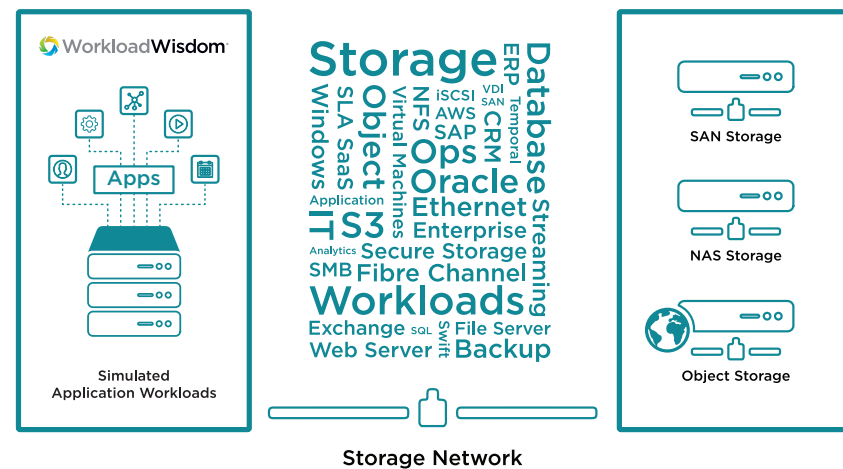 WorkloadWisdom
Apps
Simulated
Application Workloads
Storage
ERP
Database
Windows
SLA
SaaS
Object
Virtual Machines
NFS
iSCSI
VDI
SAN
AWS
SAP
CRM
Temporal
Ops
Oracle
Application
Ethernet
IT
S3
Enterprise
Streaming
Analytics
Secure Storage
SMB
Fibre Channel
Workloads
Exchange
SQL
Swift
File Server
Web Server
IT
Backup
Storage Network
SAN Storage
NAS Storage
Object Storage